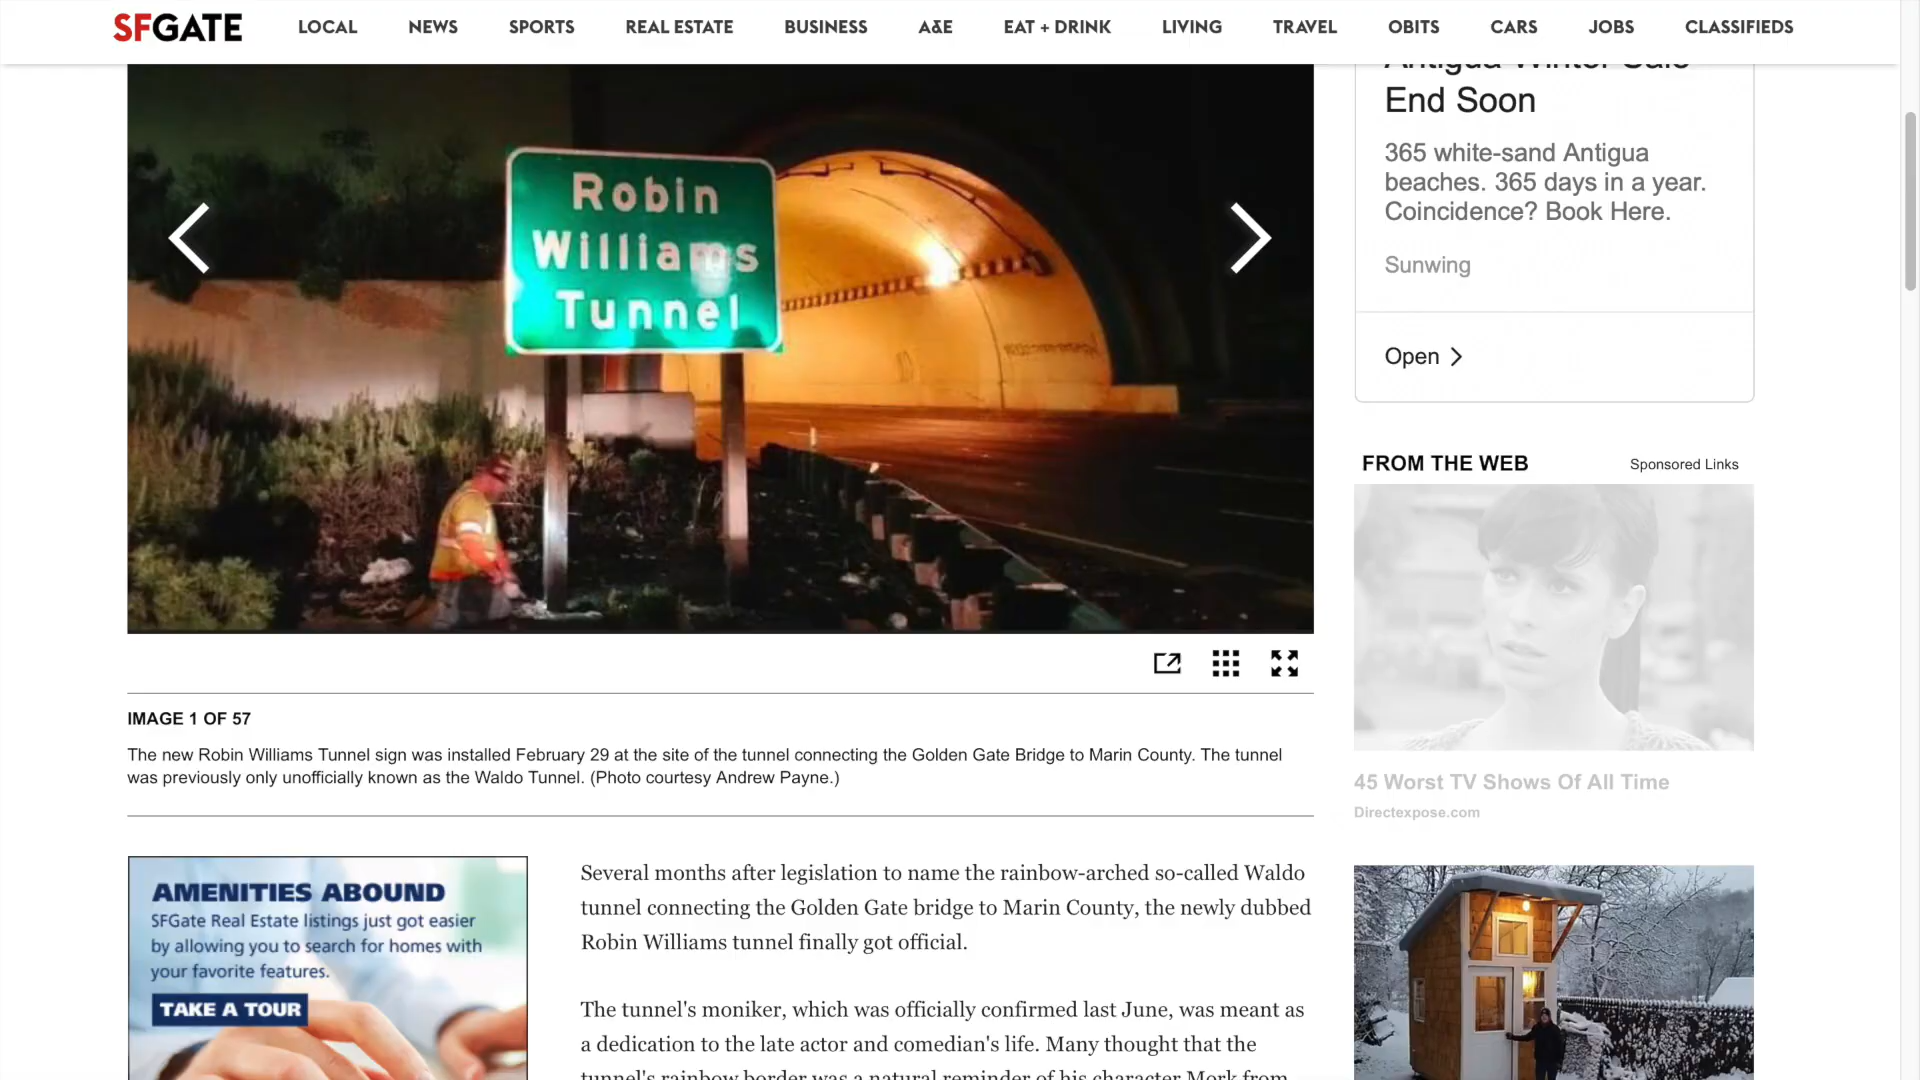 SFGATE
LOCAL NEWS SPORTS REAL ESTATE BUSINESS A&E EAT + DRINK LIVING TRAVEL OBITS CARS JOBS CLASSIFIEDS
Robin
Williams
Tunnel
IMAGE 1 OF 57
The new Robin Williams Tunnel sign was installed February 29 at the site of the tunnel connecting the Golden Gate Bridge to Marin County. The tunnel
was previously only unofficially known as the Waldo Tunnel. (Photo courtesy Andrew Payne.)
AMENITIES ABOUND
SFGate Real Estate listings just got easier
by allowing you to search for homes with
your favorite features.
TAKE A TOUR
Several months after legislation to name the rainbow-arched so-called Waldo
tunnel connecting the Golden Gate bridge to Marin County, the newly dubbed
Robin Williams tunnel finally got official.
The tunnel's moniker, which was officially confirmed last June, was meant as
a dedication to the late actor and comedian's life. Many thought that the
tunnel's rainbow border was a natural reminder of his character Mork from
Antigua Winter Sale
End Soon
365 white-sand Antigua
beaches. 365 days in a year.
Coincidence? Book Here.
Sunwing
Open
FROM THE WEB
Sponsored Links
45 Worst TV Shows Of All Time
Directexpose.com